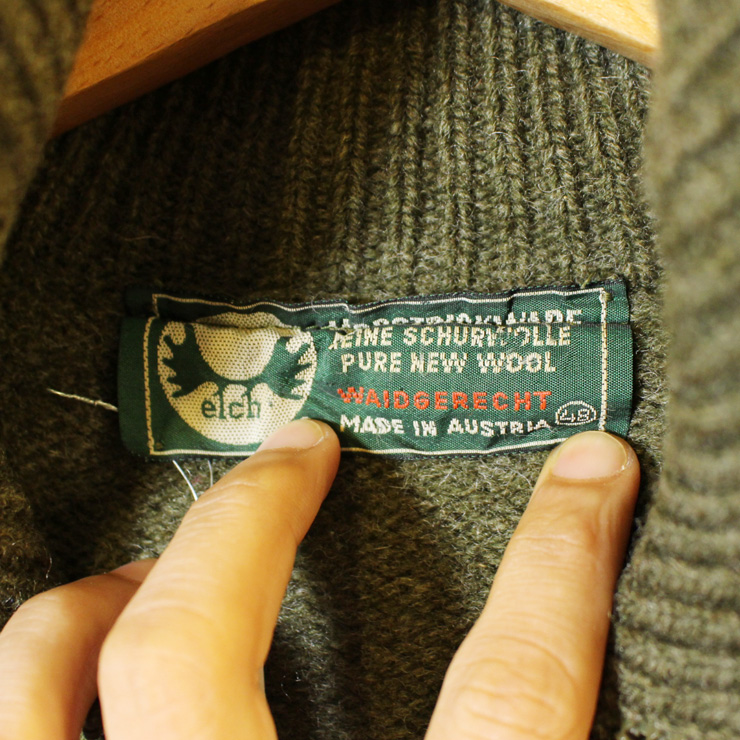 elch
REINE SCHURWOLLE
PURE NEW WOOL
WAIDGERECHT
MADE IN AUSTRIA 48